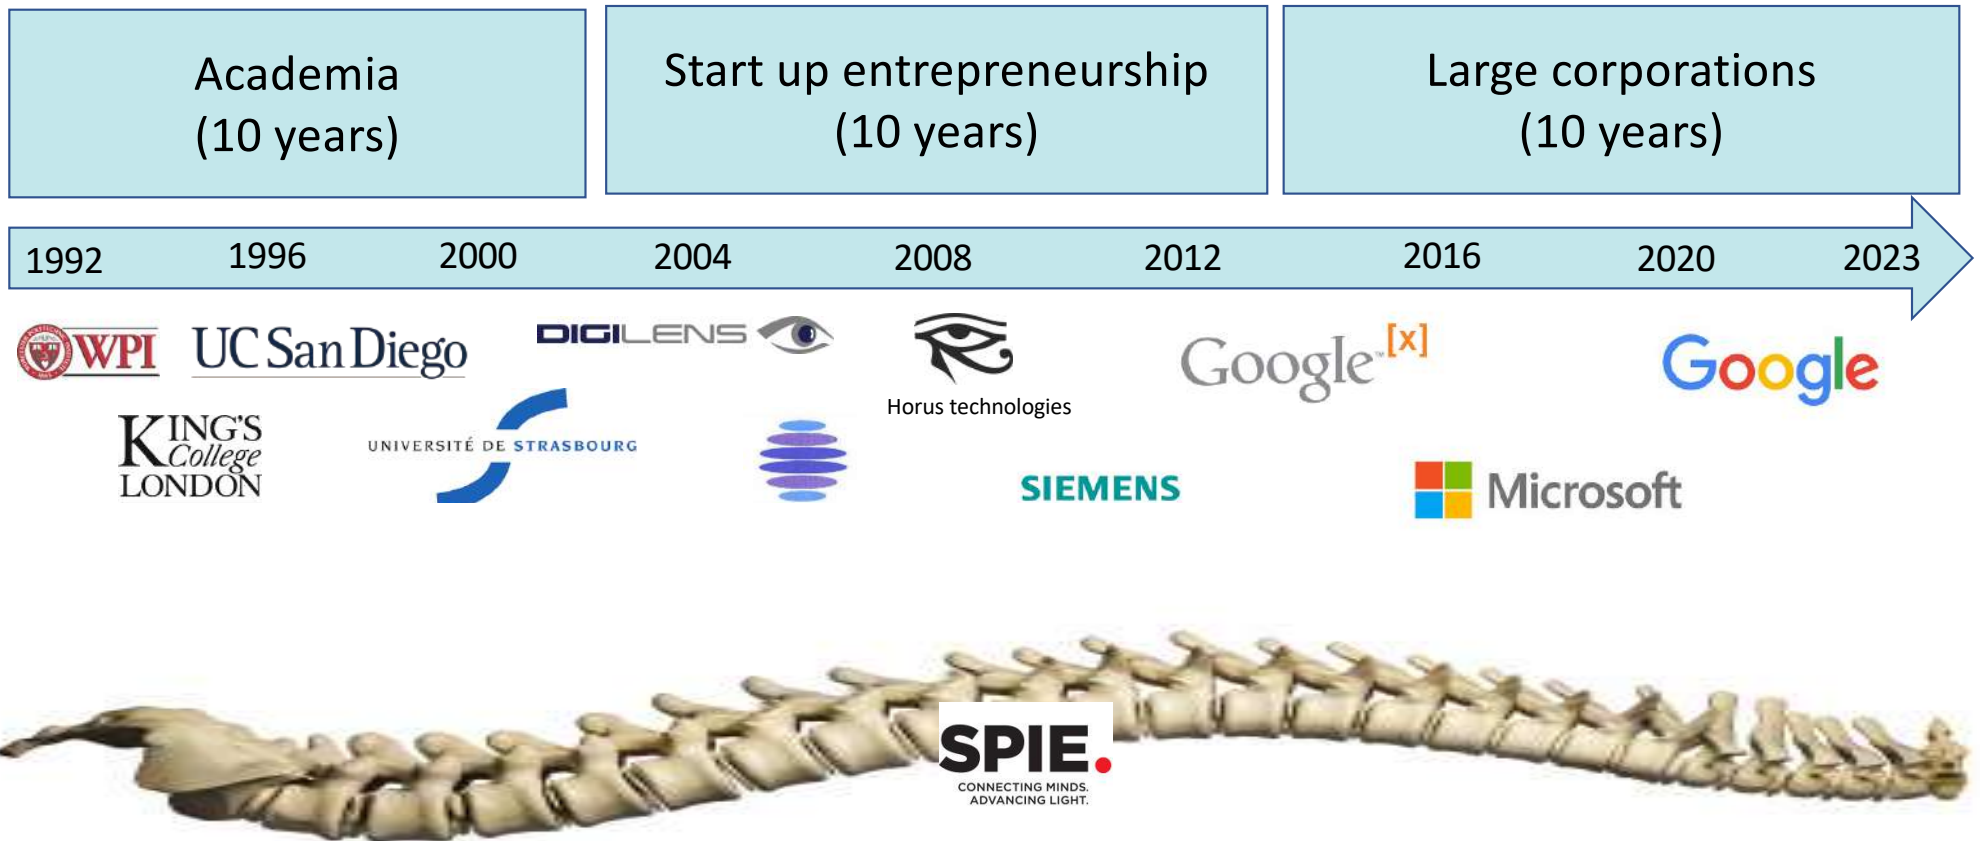 Academia
(10 years)
Start up entrepreneurship
(10 years)
Large corporations
(10 years)
1992 1996 2000 2004 2008 2012 2016 2020 2023
WPI
UC San Diego
DIGILENS
Horus technologies
Google™ [x]
Google
KING'S
College
LONDON
UNIVERSITÉ DE STRASBOURG
SIEMENS
Microsoft
SPIE.
CONNECTING MINDS.
ADVANCING LIGHT.